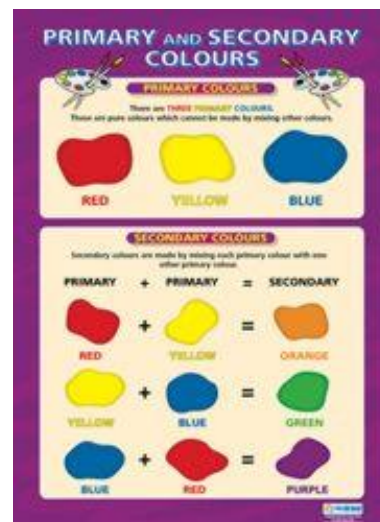 PRIMARY AND SECONDARY
COLOURS
PRIMARY COLOURS
There are THREE PRIMARY COLOURS.
These are pure colours which cannot be made by mixing other colours.
RED YELLOW BLUE
SECONDARY COLOURS
Secondary colours are made by mixing each primary colour with one
other primary colour.
PRIMARY + PRIMARY = SECONDARY
+ =
RED YELLOW ORANGE
+ =
YELLOW BLUE GREEN
+ =
BLUE RED PURPLE